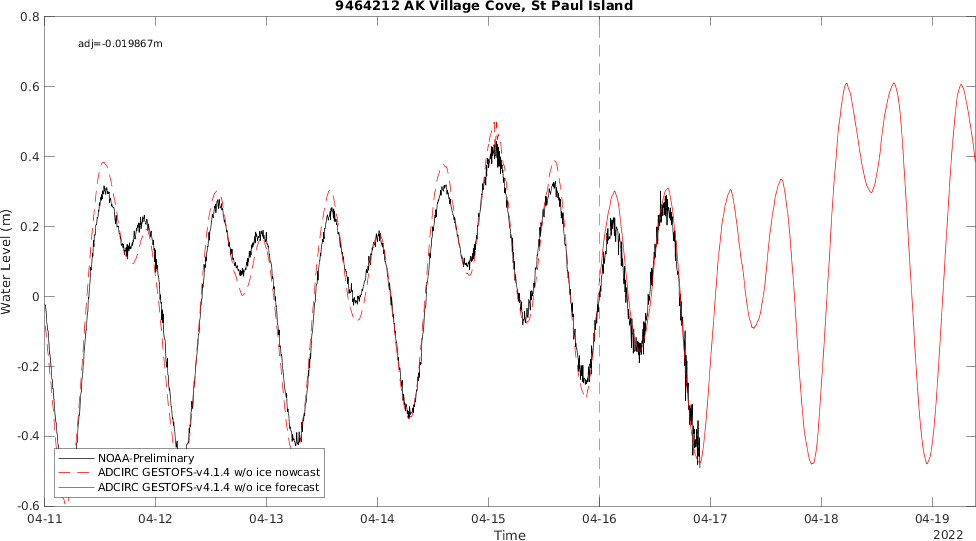 9464212 AK Village Cove, St Paul Island
adj=-0.019867m
Water Level (m)
0.8
0.6
0.4
0.2
0
-0.2
-0.4
-0.6
NOAA-Preliminary
ADCIRC GESTOFS-v4.1.4 w/o ice nowcast
ADCIRC GESTOFS-v4.1.4 w/o ice forecast
04-11 04-12 04-13 04-14 04-15 04-16 04-17 04-18 04-19
Time
2022